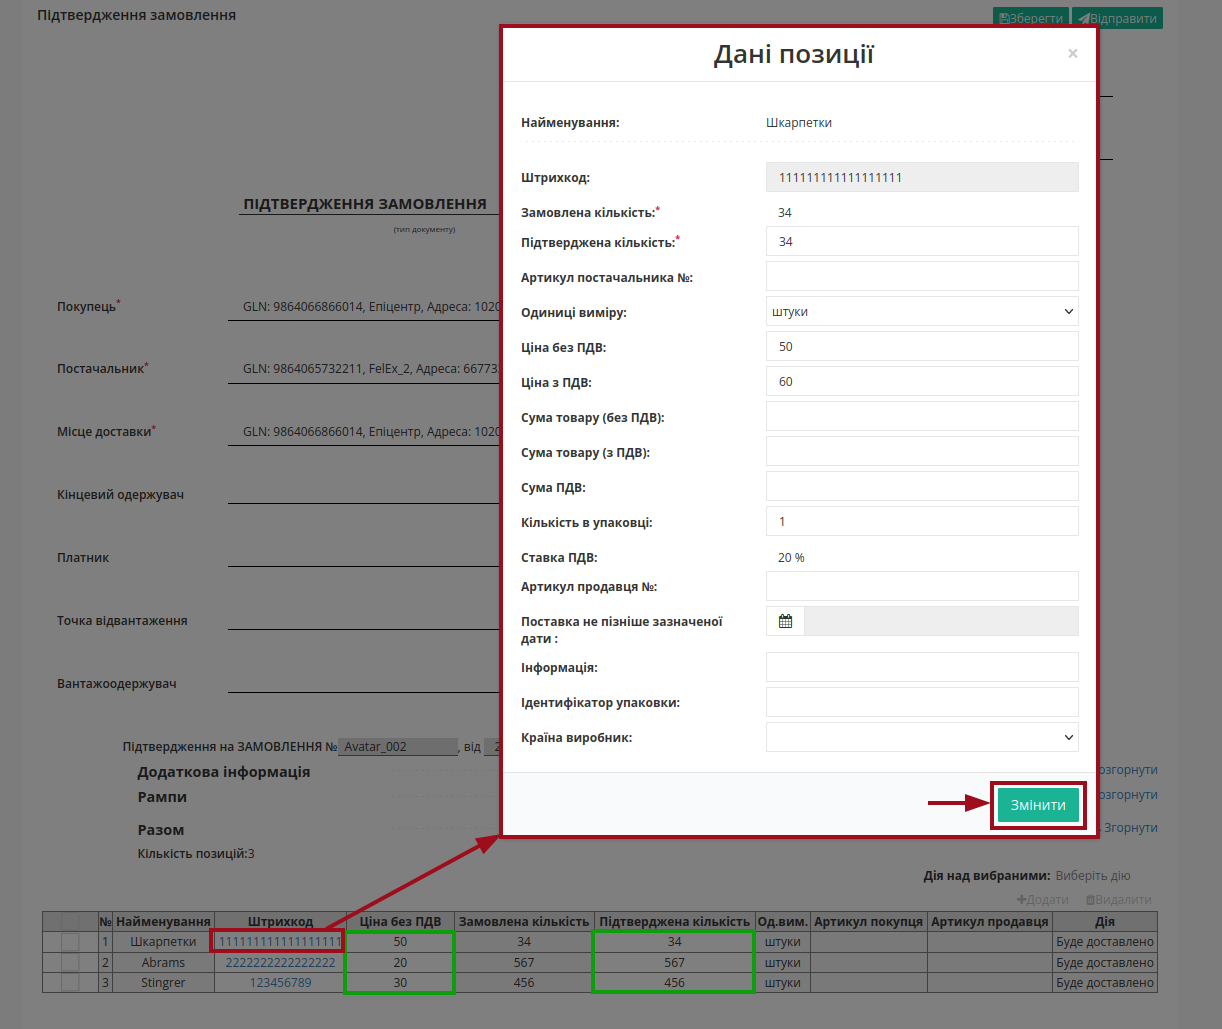 Підтвердження замовлення
Зберегти Відправити
Дані позиції ×
Найменування: Шкарпетки
Штрихкод: 111111111111111111
ПІДТВЕРДЖЕННЯ ЗАМОВЛЕННЯ
(тип документу)
Замовлена кількість:* 34
Підтверджена кількість:* 34
Артикул постачальника №:
Одиниці виміру: штуки
Ціна без ПДВ: 50
Ціна з ПДВ: 60
Сума товару (без ПДВ):
Сума товару (з ПДВ):
Сума ПДВ:
Кількість в упаковці: 1
Ставка ПДВ: 20 %
Артикул продавця №:
Поставка не пізніше зазначеної
дати :
Інформація:
Ідентифікатор упаковки:
Країна виробник:
Змінити
Покупець* GLN: 9864066866014, Епіцентр, Адреса: 1020
Постачальник* GLN: 9864065732211, FelEx_2, Адреса: 6677
Місце доставки* GLN: 9864066866014, Епіцентр, Адреса: 1020
Кінцевий одержувач
Платник
Точка відвантаження
Вантажоодержувач
Підтвердження на ЗАМОВЛЕННЯ № Avatar_002 , від 2
Додаткова інформація озгорнути
Рампи озгорнути
Разом Згорнути
Кількість позицій:3
Дія над вибраними: Виберіть дію
Додати Видалити
№ Найменування Штрихкод Ціна без ПДВ Замовлена кількість Підтверджена кількість Од.вим. Артикул покупця Артикул продавця Дія
1 Шкарпетки 111111111111111111 50 34 34 штуки Буде доставлено
2 Abrams 2222222222222222 20 567 567 штуки Буде доставлено
3 Stingrer 123456789 30 456 456 штуки Буде доставлено